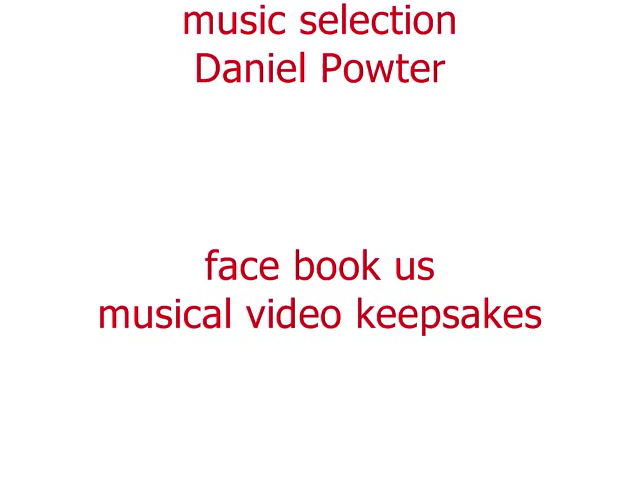 music selection
Daniel Powter
face book us
musical video keepsakes